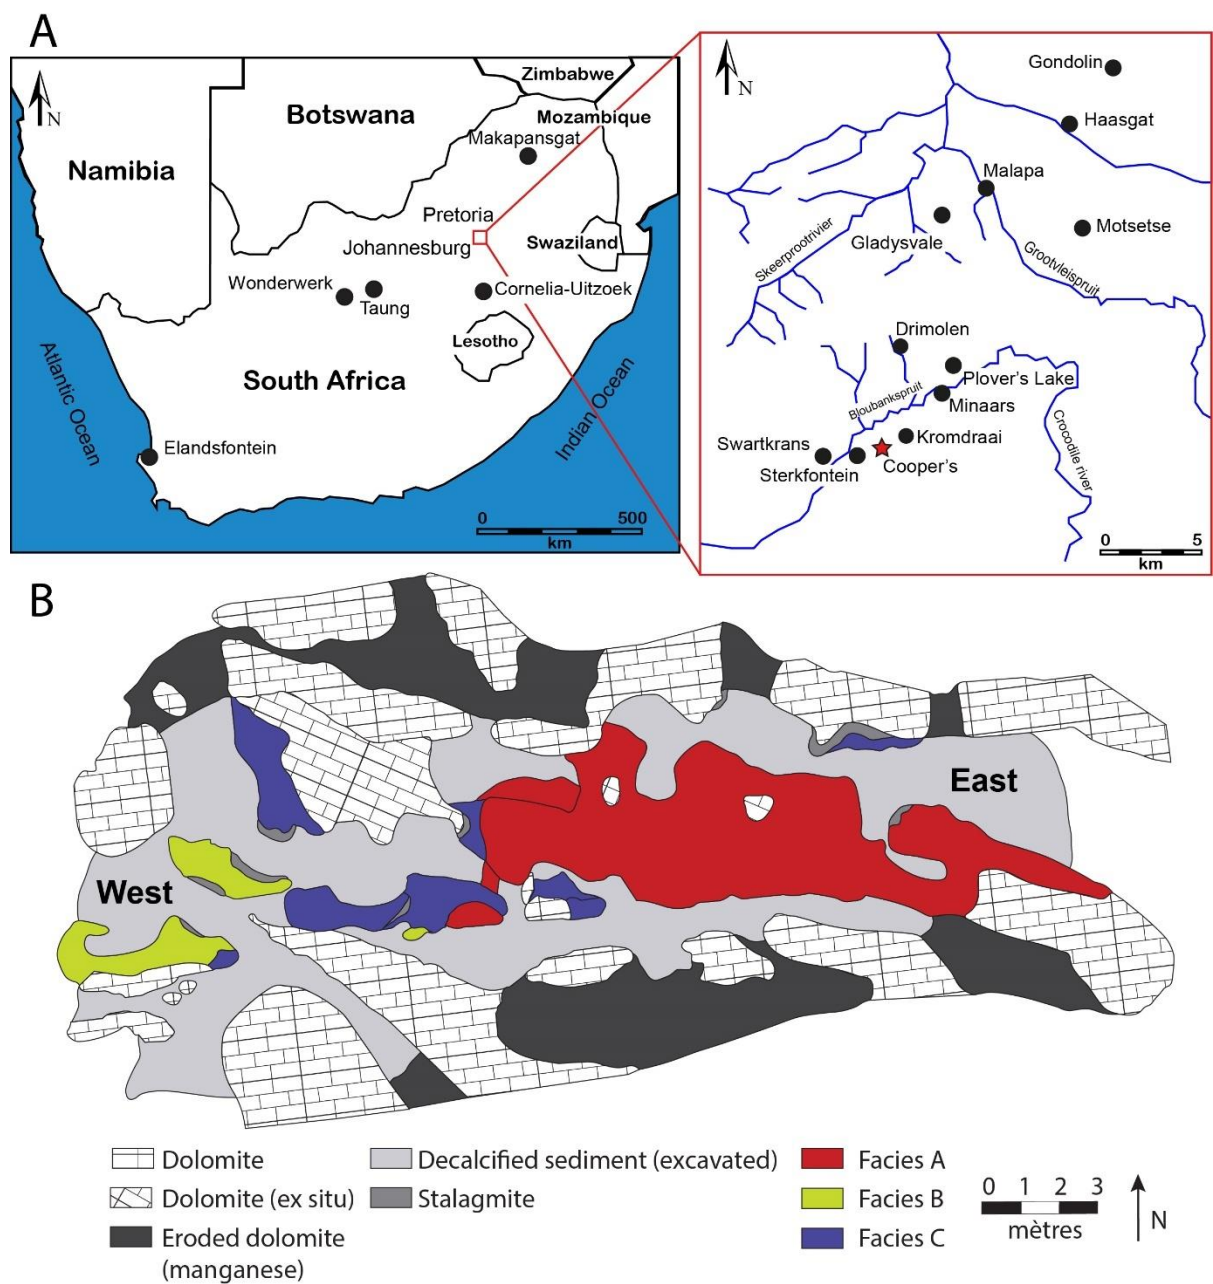 A
N
Namibia
Botswana
Zimbabwe
Mozambique
Makapansgat
Pretoria
Johannesburg
Swaziland
Wonderwerk
Taung
Cornelia-Uitzoek
Lesotho
South Africa
Atlantic Ocean
Indian Ocean
Elandsfontein
0 500
km
N
Gondolin
Haasgat
Malapa
Motsetse
Gladysvale
Skeerprootrivier
Grootvleispruit
Drimolen
Plover's Lake
Bloubankspruit
Minaars
Kromdraai
Swartkrans
Cooper's
Sterkfontein
Crocodile river
0 5
km
B
East
West
Dolomite
Dolomite (ex situ)
Eroded dolomite
(manganese)
Decalcified sediment (excavated)
Stalagmite
Facies A
Facies B
Facies C
0 1 2 3
mètres
N